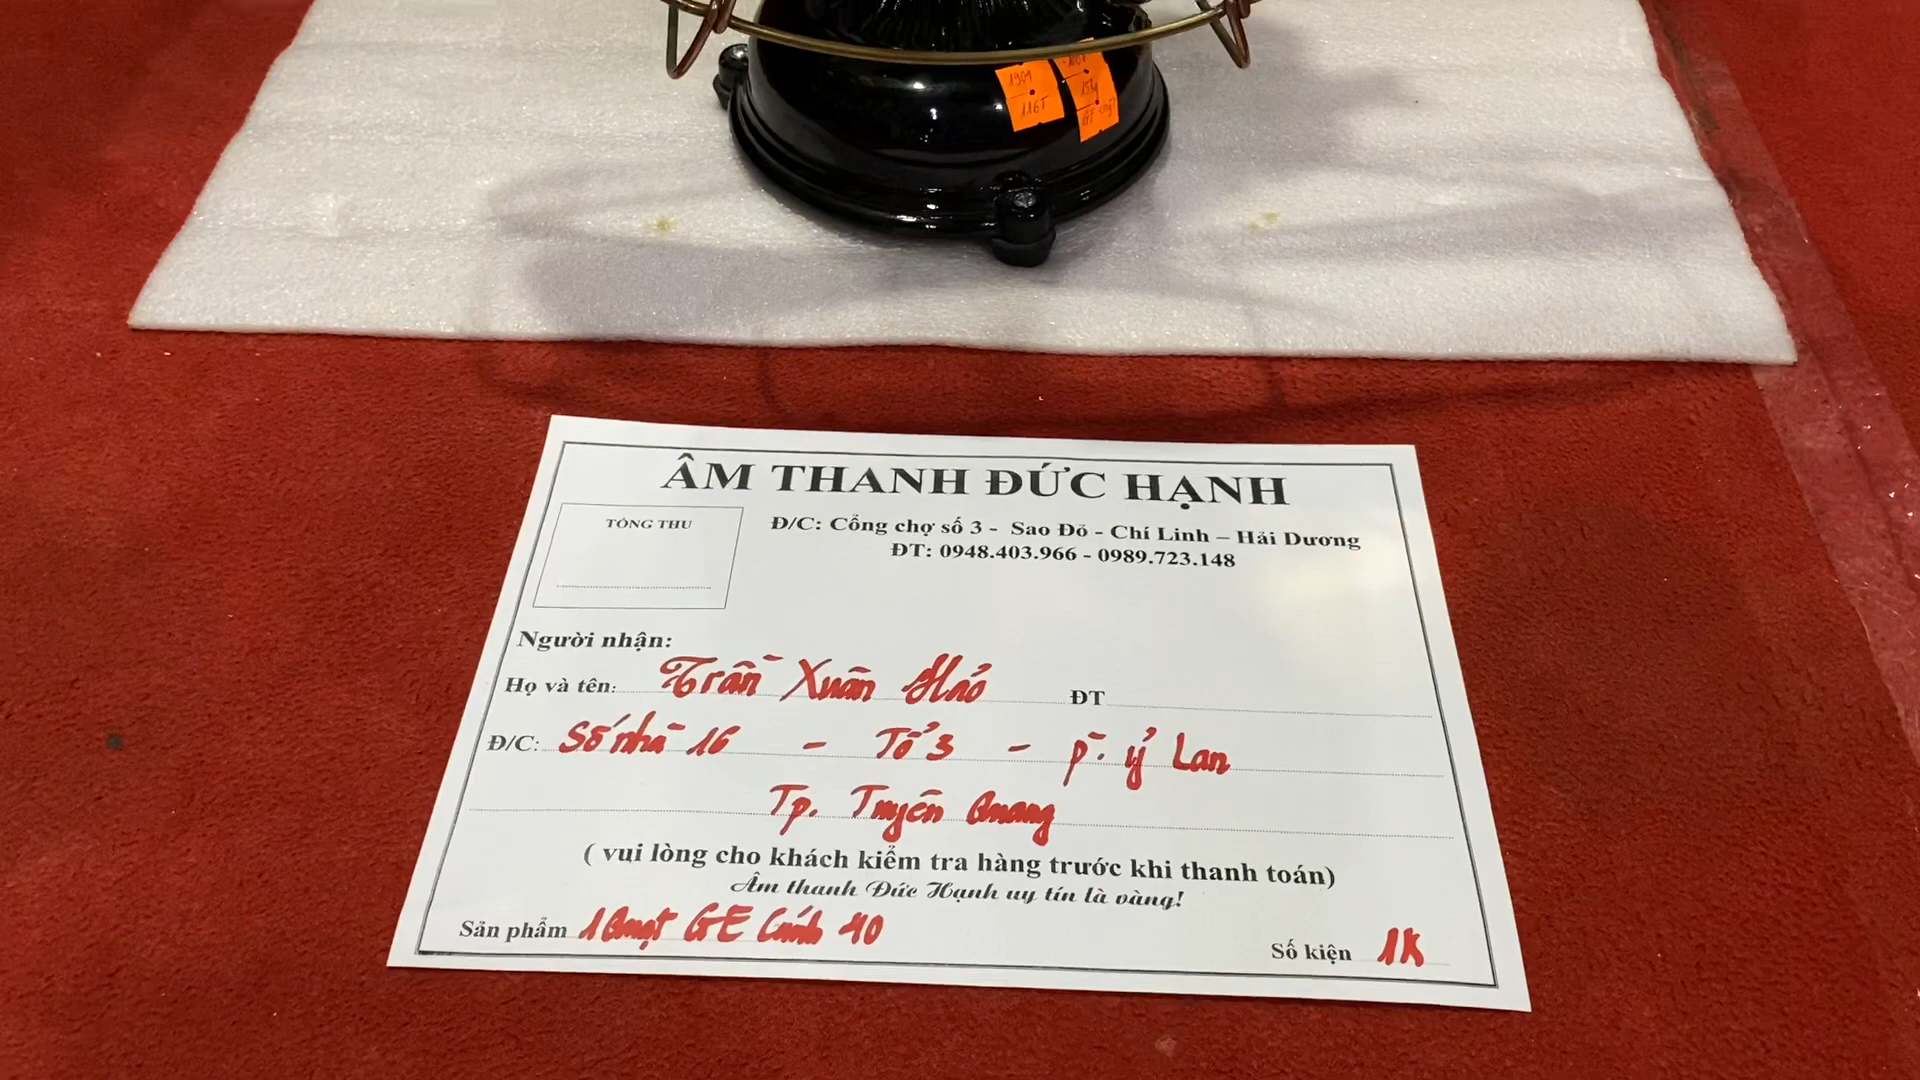 1904
116T
15kg
ÂM THANH ĐỨC HẠNH
TỔNG THU
Đ/C: Cổng chợ số 3 - Sao Đỏ - Chí Linh – Hải Dương
ĐT: 0948.403.966 - 0989.723.148
Người nhận:
Họ và tên: Trần Xuân Hảo ĐT
Đ/C: Số nhà 16 - Tổ 3 - P. ỷ Lan
Tp. Tuyên Quang
( vui lòng cho khách kiểm tra hàng trước khi thanh toán)
Âm thanh Đức Hạnh uy tín là vàng!
Sản phẩm 1 Quạt GE Cánh 40
Số kiện 1K